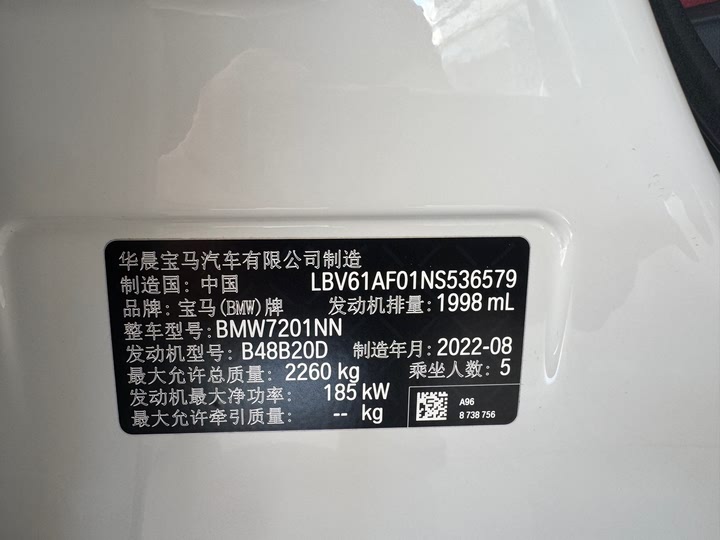 华晨宝马汽车有限公司制造
制造国: 中国 LBV61AF01NS536579
品牌: 宝马(BMW)牌 发动机排量: 1998 mL
整车型号: BMW7201NN
发动机型号: B48B20D 制造年月: 2022-08
最大允许总质量: 2260 kg 乘坐人数: 5
发动机最大净功率: 185 kW
最大允许牵引质量: -- kg
A96
8 738 756